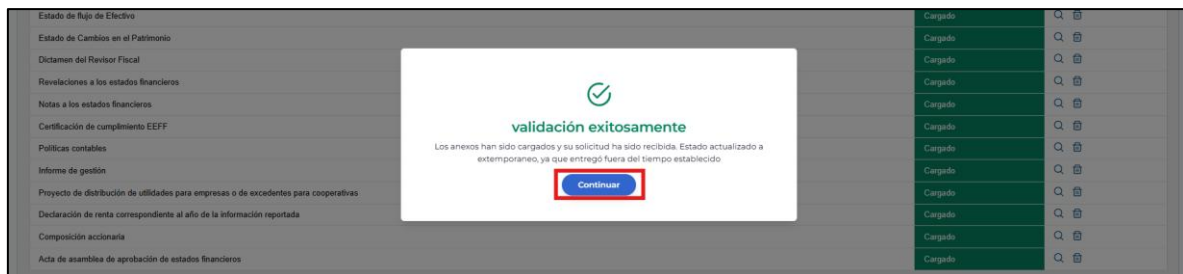 Estado de flujo de Efectivo Cargado
Estado de Cambios en el Patrimonio Cargado
Dictamen del Revisor Fiscal Cargado
Revelaciones a los estados financieros Cargado
Notas a los estados financieros Cargado
Certificación de cumplimiento EEFF Cargado
Políticas contables Cargado
Informe de gestión Cargado
Proyecto de distribución de utilidades para empresas o de excedentes para cooperativas Cargado
Declaración de renta correspondiente al año de la información reportada Cargado
Composición accionaria Cargado
Acta de asamblea de aprobación de estados financieros Cargado
validación exitosamente
Los anexos han sido cargados y su solicitud ha sido recibida. Estado actualizado a
extemporaneo, ya que entregó fuera del tiempo establecido
Continuar